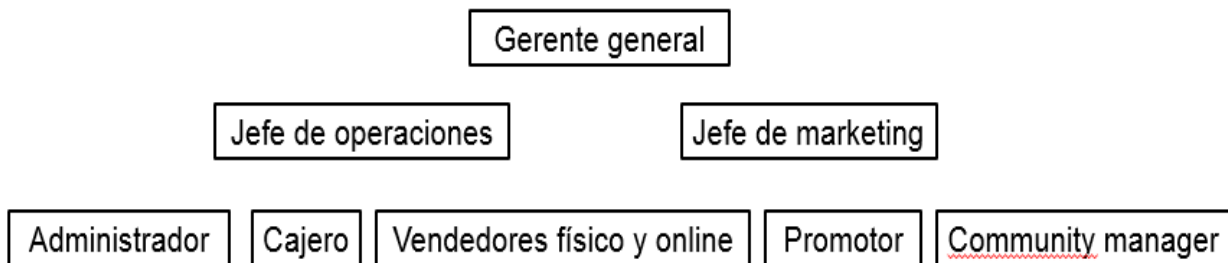 Gerente general
Jefe de operaciones
Jefe de marketing
Administrador
Cajero
Vendedores físico y online
Promotor
Community manager